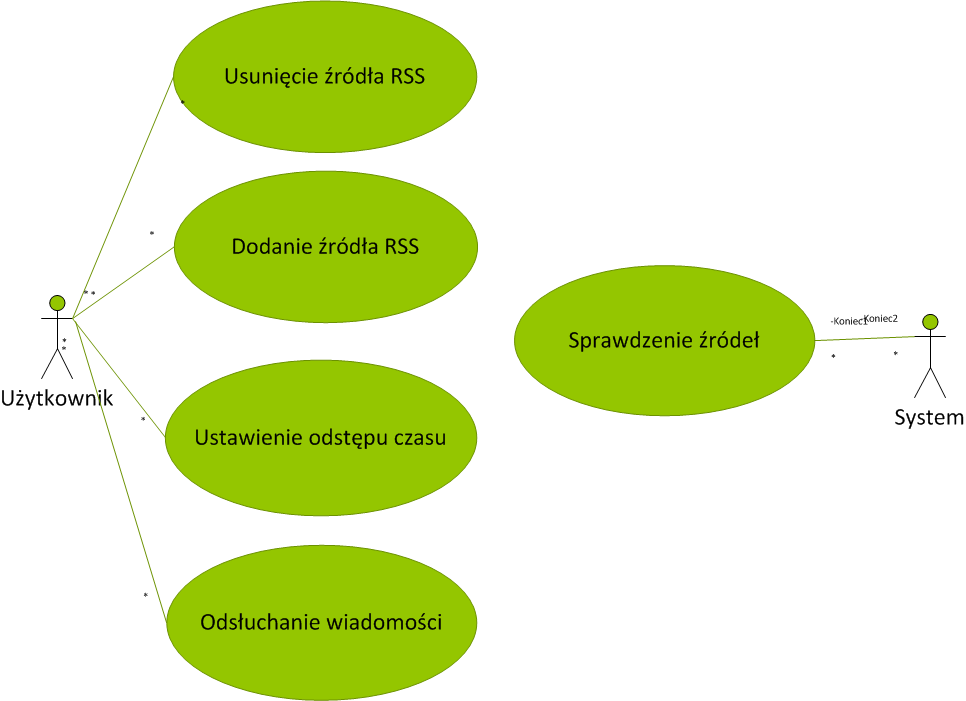 Usunięcie źródła RSS
*
Dodanie źródła RSS
*
* *
*
*
Użytkownik
Ustawienie odstępu czasu
*
Odsłuchanie wiadomości
*
Sprawdzenie źródeł
-Koniec1
-Koniec2
*
*
System